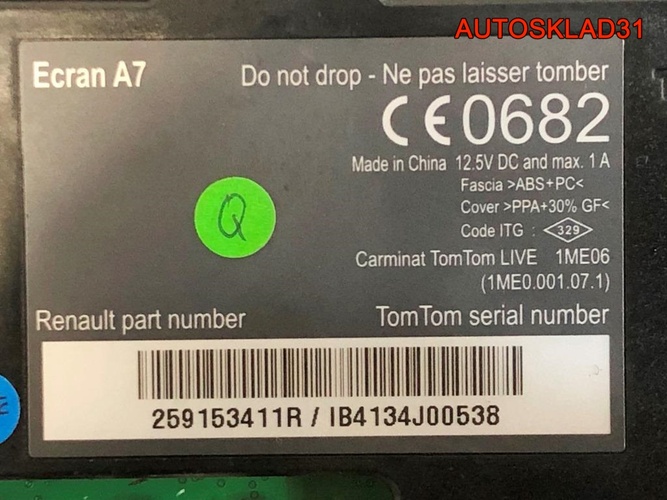 AUTOSKLAD31
Ecran A7
Do not drop - Ne pas laisser tomber
CE 0682
Made in China 12.5V DC and max. 1 A
Fascia >ABS+PC<
Cover >PPA+30% GF<
Code ITG : 329
Q
Carminat TomTom LIVE 1ME06
(1ME0.001.07.1)
Renault part number
TomTom serial number
259153411R / IB4134J00538